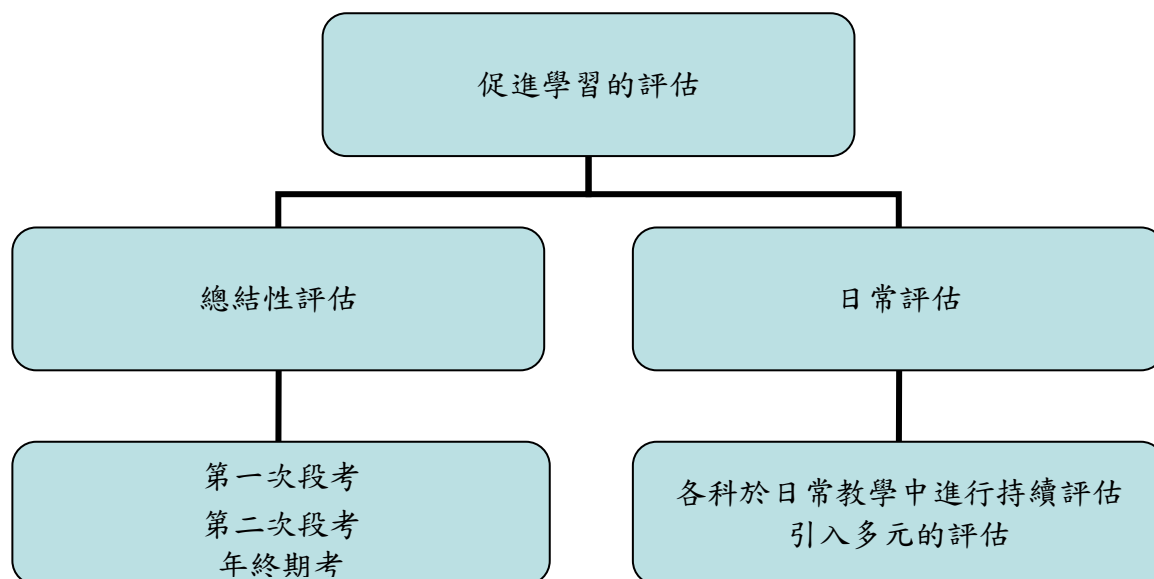 促進學習的評估
總結性評估
日常評估
第一次段考
第二次段考
年終期考
各科於日常教學中進行持續評估
引入多元的評估